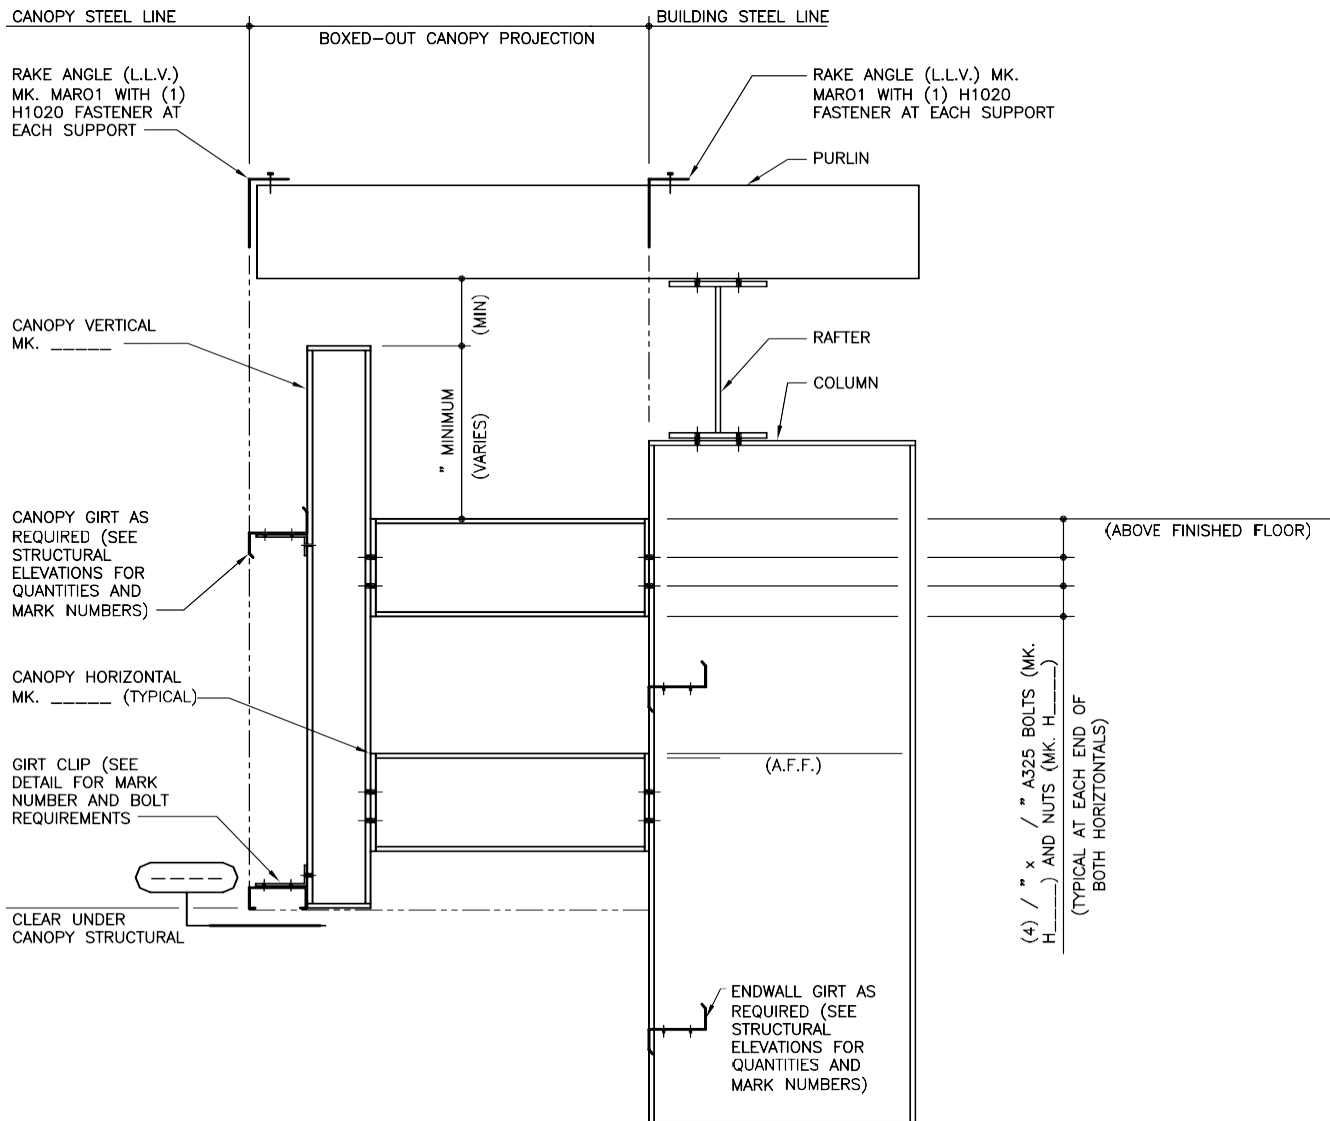 CANOPY STEEL LINE
BUILDING STEEL LINE
BOXED-OUT CANOPY PROJECTION
RAKE ANGLE (L.L.V.)
MK. MAR01 WITH (1)
H1020 FASTENER AT
EACH SUPPORT
RAKE ANGLE (L.L.V.) MK.
MAR01 WITH (1) H1020
FASTENER AT EACH SUPPORT
PURLIN
(MIN)
CANOPY VERTICAL
MK. _____
RAFTER
COLUMN
" MINIMUM
(VARIES)
CANOPY GIRT AS
REQUIRED (SEE
STRUCTURAL
ELEVATIONS FOR
QUANTITIES AND
MARK NUMBERS)
(ABOVE FINISHED FLOOR)
CANOPY HORIZONTAL
MK. _____ (TYPICAL)
(A.F.F.)
GIRT CLIP (SEE
DETAIL FOR MARK
NUMBER AND BOLT
REQUIREMENTS
(4) / " x / " A325 BOLTS (MK.
H____) AND NUTS (MK. H____)
(TYPICAL AT EACH END OF
BOTH HORIZTONTALS)
CLEAR UNDER
CANOPY STRUCTURAL
ENDWALL GIRT AS
REQUIRED (SEE
STRUCTURAL
ELEVATIONS FOR
QUANTITIES AND
MARK NUMBERS)